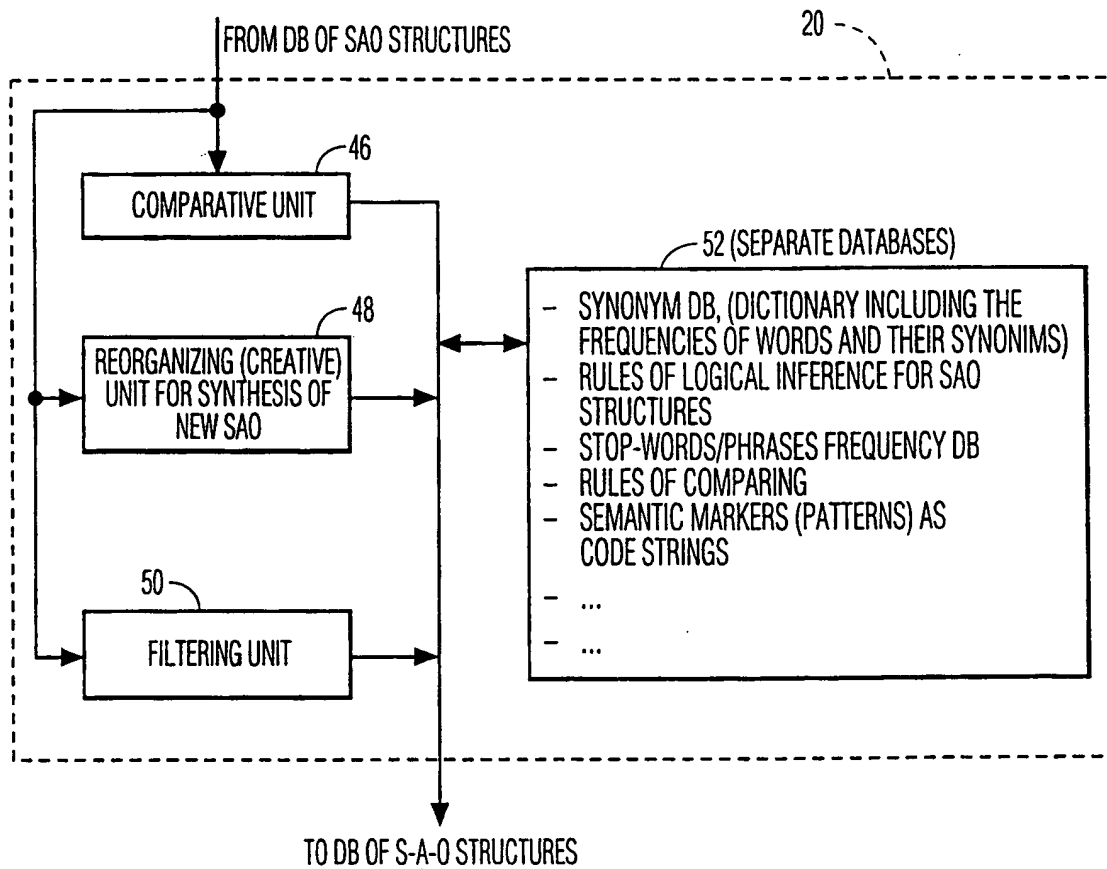 FROM DB OF SAO STRUCTURES
20
46
COMPARATIVE UNIT
48
REORGANIZING (CREATIVE)
UNIT FOR SYNTHESIS OF
NEW SAO
50
FILTERING UNIT
52 (SEPARATE DATABASES)
- SYNONYM DB, (DICTIONARY INCLUDING THE
FREQUENCIES OF WORDS AND THEIR SYNONIMS)
- RULES OF LOGICAL INFERENCE FOR SAO
STRUCTURES
- STOP-WORDS/PHRASES FREQUENCY DB
- RULES OF COMPARING
- SEMANTIC MARKERS (PATTERNS) AS
CODE STRINGS
- ...
- ...
TO DB OF S-A-O STRUCTURES